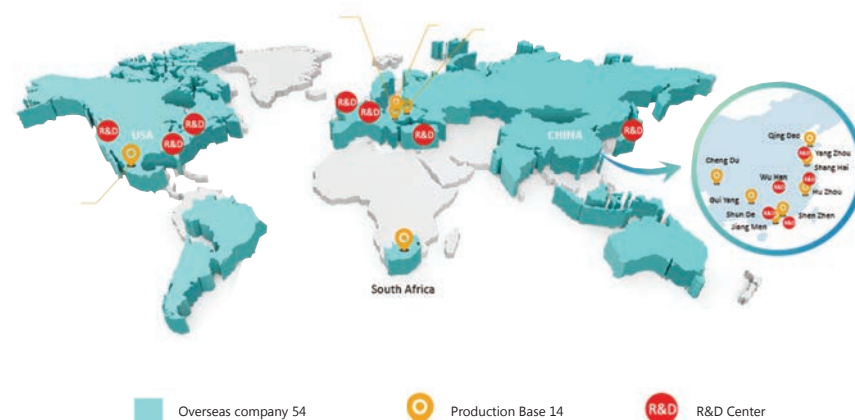 R&D
R&D
R&D
R&D
USA
R&D
R&D
R&D
CHINA
Qing Dao
R&D
Yang Zhou
Cheng Du
Shang Hai
Wu Han
R&D
R&D
Hu Zhou
Gui Yang
Shun De
R&D
Shen Zhen
R&D
Jiang Men
South Africa
Overseas company 54
Production Base 14
R&D
R&D Center